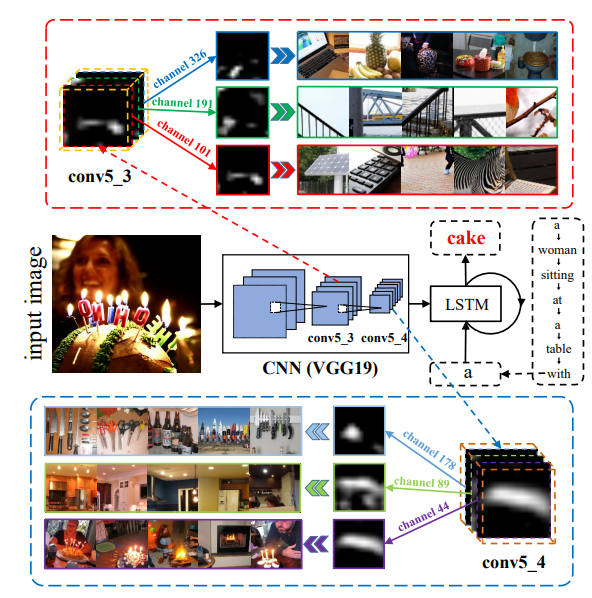 channel 326
channel 191
channel 101
conv5_3
input image
conv5_3
conv5_4
CNN (VGG19)
cake
LSTM
a
a
woman
sitting
at
a
table
with
channel 178
channel 89
channel 44
conv5_4